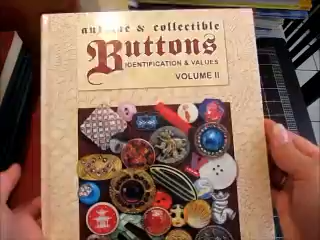 antique & collectible
Buttons
IDENTIFICATION & VALUES
VOLUME II